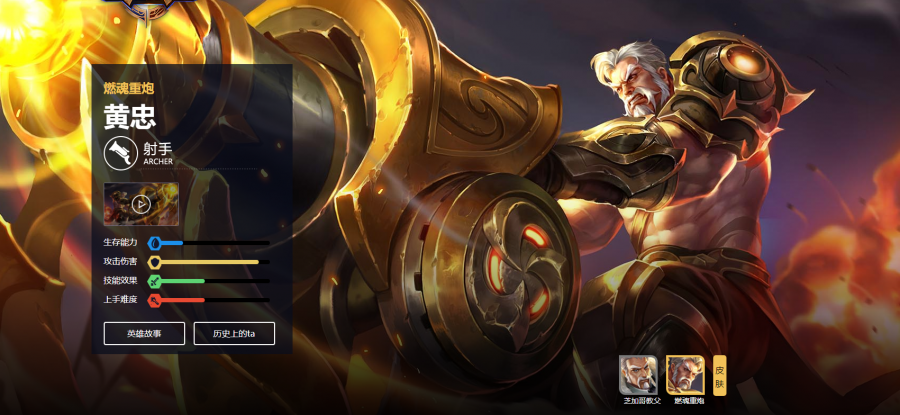 燃魂重炮
黄忠
射手
ARCHER
生存能力
攻击伤害
技能效果
上手难度
英雄故事
历史上的ta
皮肤
芝加哥教父
燃魂重炮